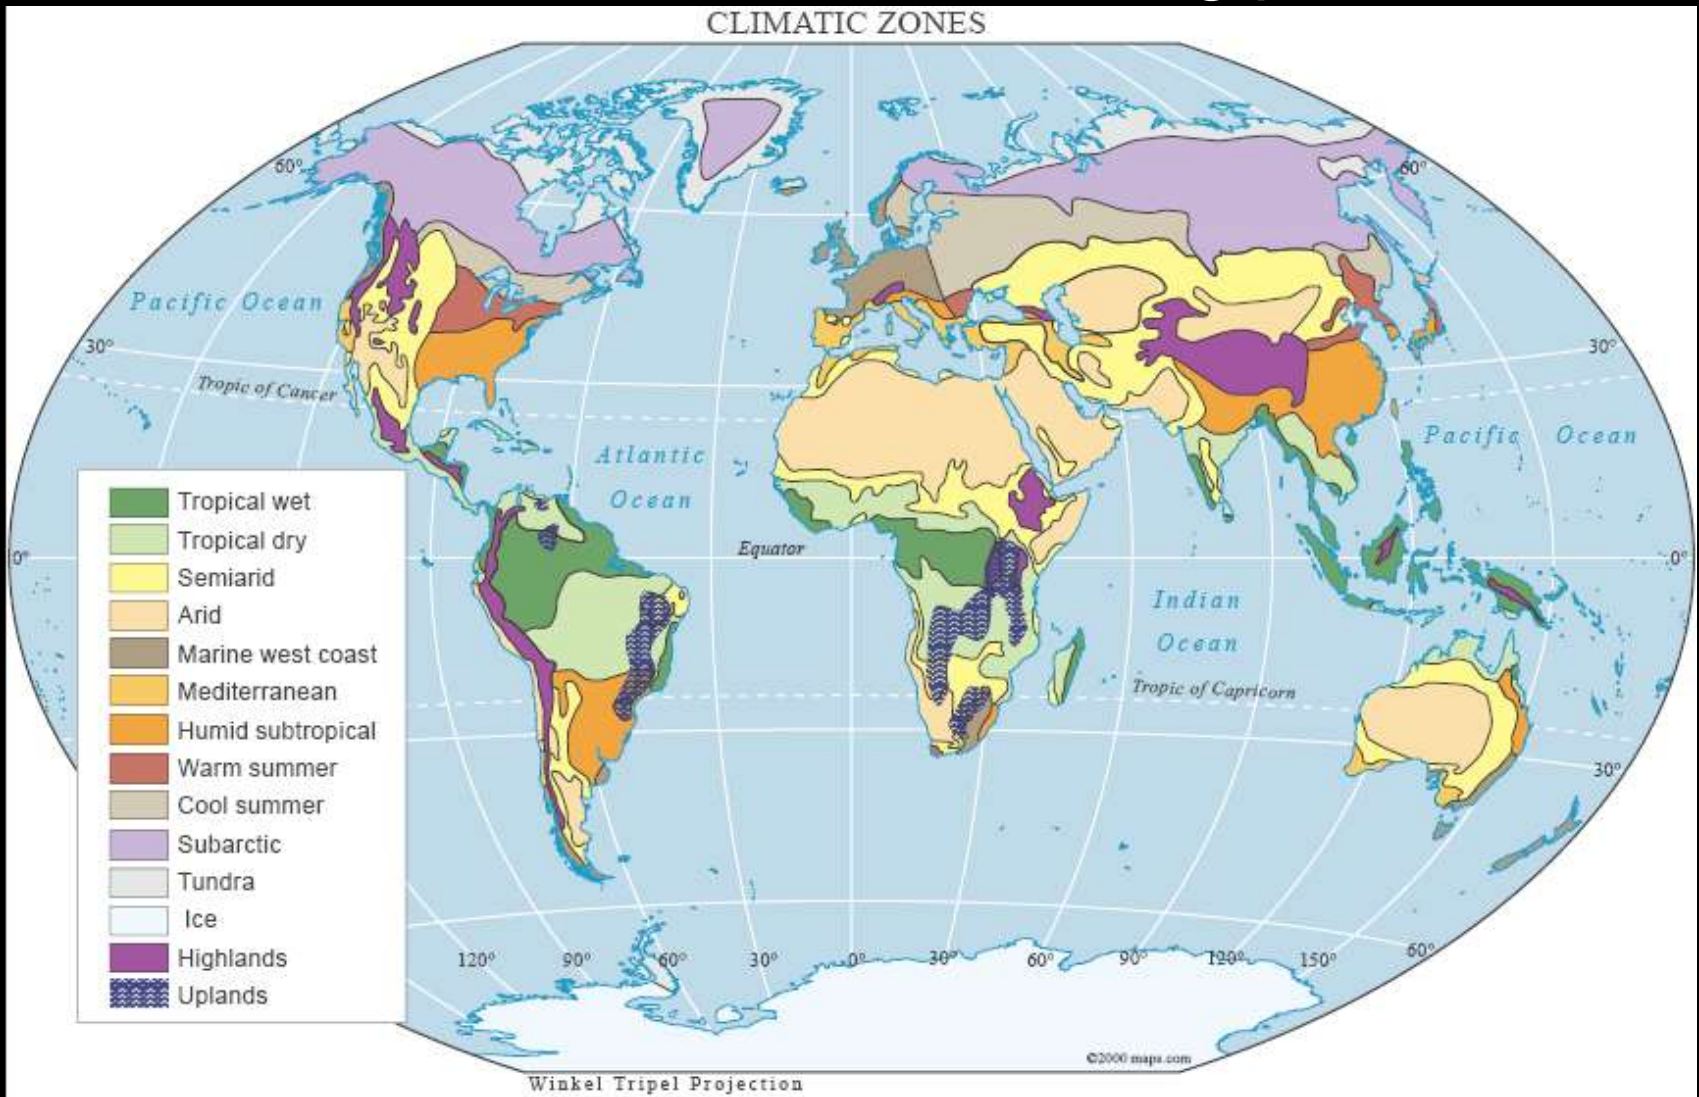 CLIMATIC ZONES
60°
60°
Pacific Ocean
30°
30°
Tropic of Cancer
Atlantic
Ocean
Pacific Ocean
Tropical wet
Tropical dry
Semiarid
Arid
Marine west coast
Mediterranean
Humid subtropical
Warm summer
Cool summer
Subarctic
Tundra
Ice
Highlands
Uplands
0°
Equator
0°
Indian
Ocean
Tropic of Capricorn
30°
120° 90° 60° 30° 0° 30° 60° 90° 120° 150° 60°
©2000 maps.com
Winkel Tripel Projection